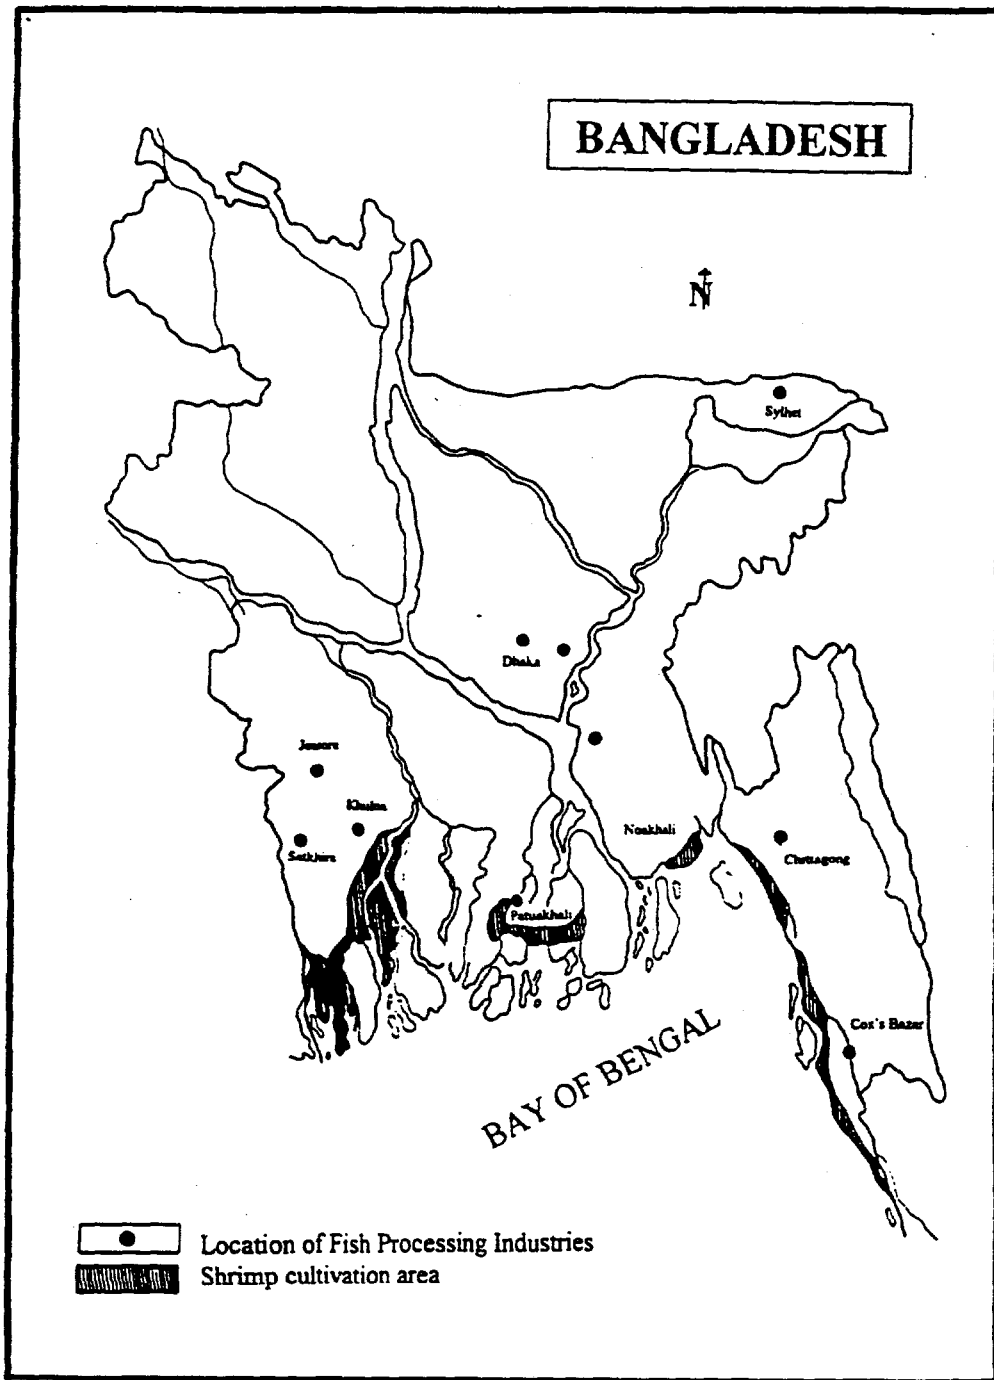 BANGLADESH
N
Sylhet
Dhaka
Jessore
Khulna
Satkhira
Noakhali
Chittagong
Patuakhali
Cox's Bazar
BAY OF BENGAL
Location of Fish Processing Industries
Shrimp cultivation area